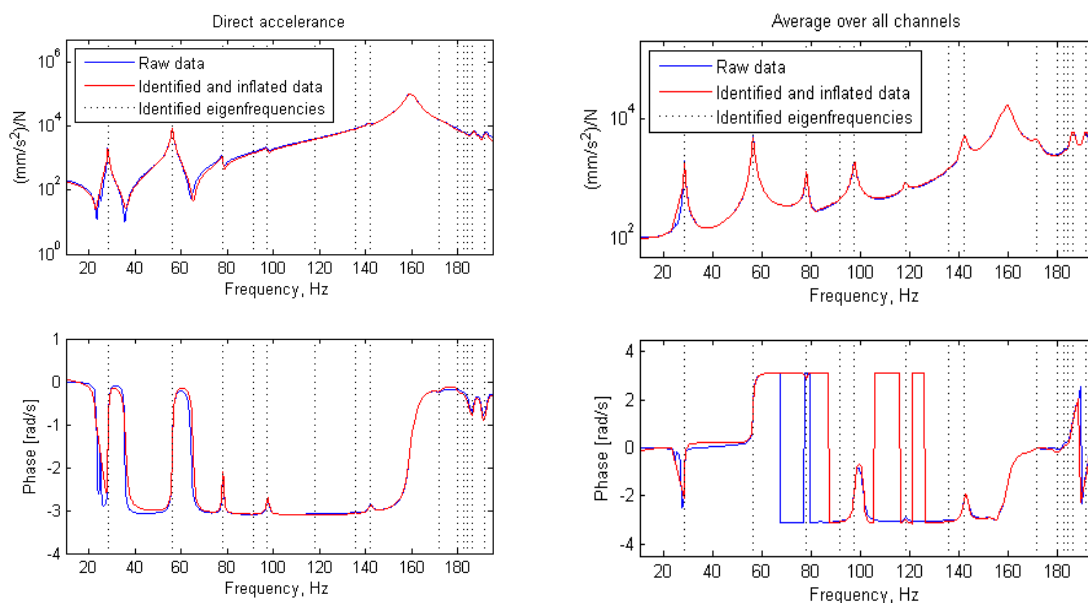 Direct accelerance
Average over all channels
10^6
10^4
10^2
10^0
(mm/s^2)/N
Raw data
Identified and inflated data
Identified eigenfrequencies
20 40 60 80 100 120 140 160 180
Frequency, Hz
10^4
10^2
(mm/s^2)/N
Raw data
Identified and inflated data
Identified eigenfrequencies
20 40 60 80 100 120 140 160 180
Frequency, Hz
1
0
-1
-2
-3
-4
Phase [rad/s]
20 40 60 80 100 120 140 160 180
Frequency, Hz
4
2
0
-2
-4
Phase [rad/s]
20 40 60 80 100 120 140 160 180
Frequency, Hz